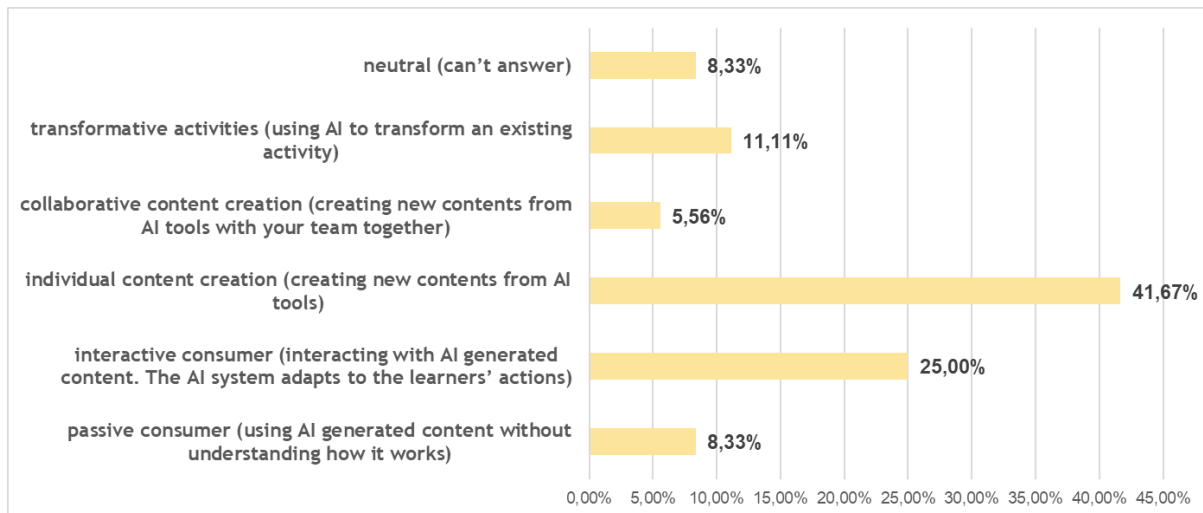 neutral (can’t answer)
8,33%
transformative activities (using AI to transform an existing
activity)
11,11%
collaborative content creation (creating new contents from
AI tools with your team together)
5,56%
individual content creation (creating new contents from AI
tools)
41,67%
interactive consumer (interacting with AI generated
content. The AI system adapts to the learners’ actions)
25,00%
passive consumer (using AI generated content without
understanding how it works)
8,33%
0,00% 5,00% 10,00% 15,00% 20,00% 25,00% 30,00% 35,00% 40,00% 45,00%